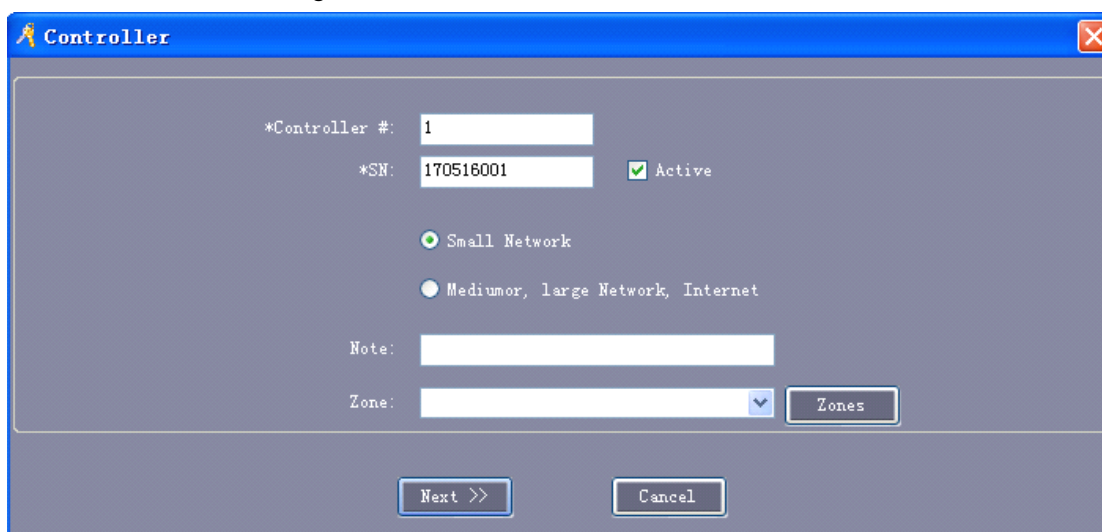 Controller
*Controller #: 1
*SN: 170516001 Active
Small Network
Mediumor, large Network, Internet
Note:
Zone: Zones
Next >> Cancel